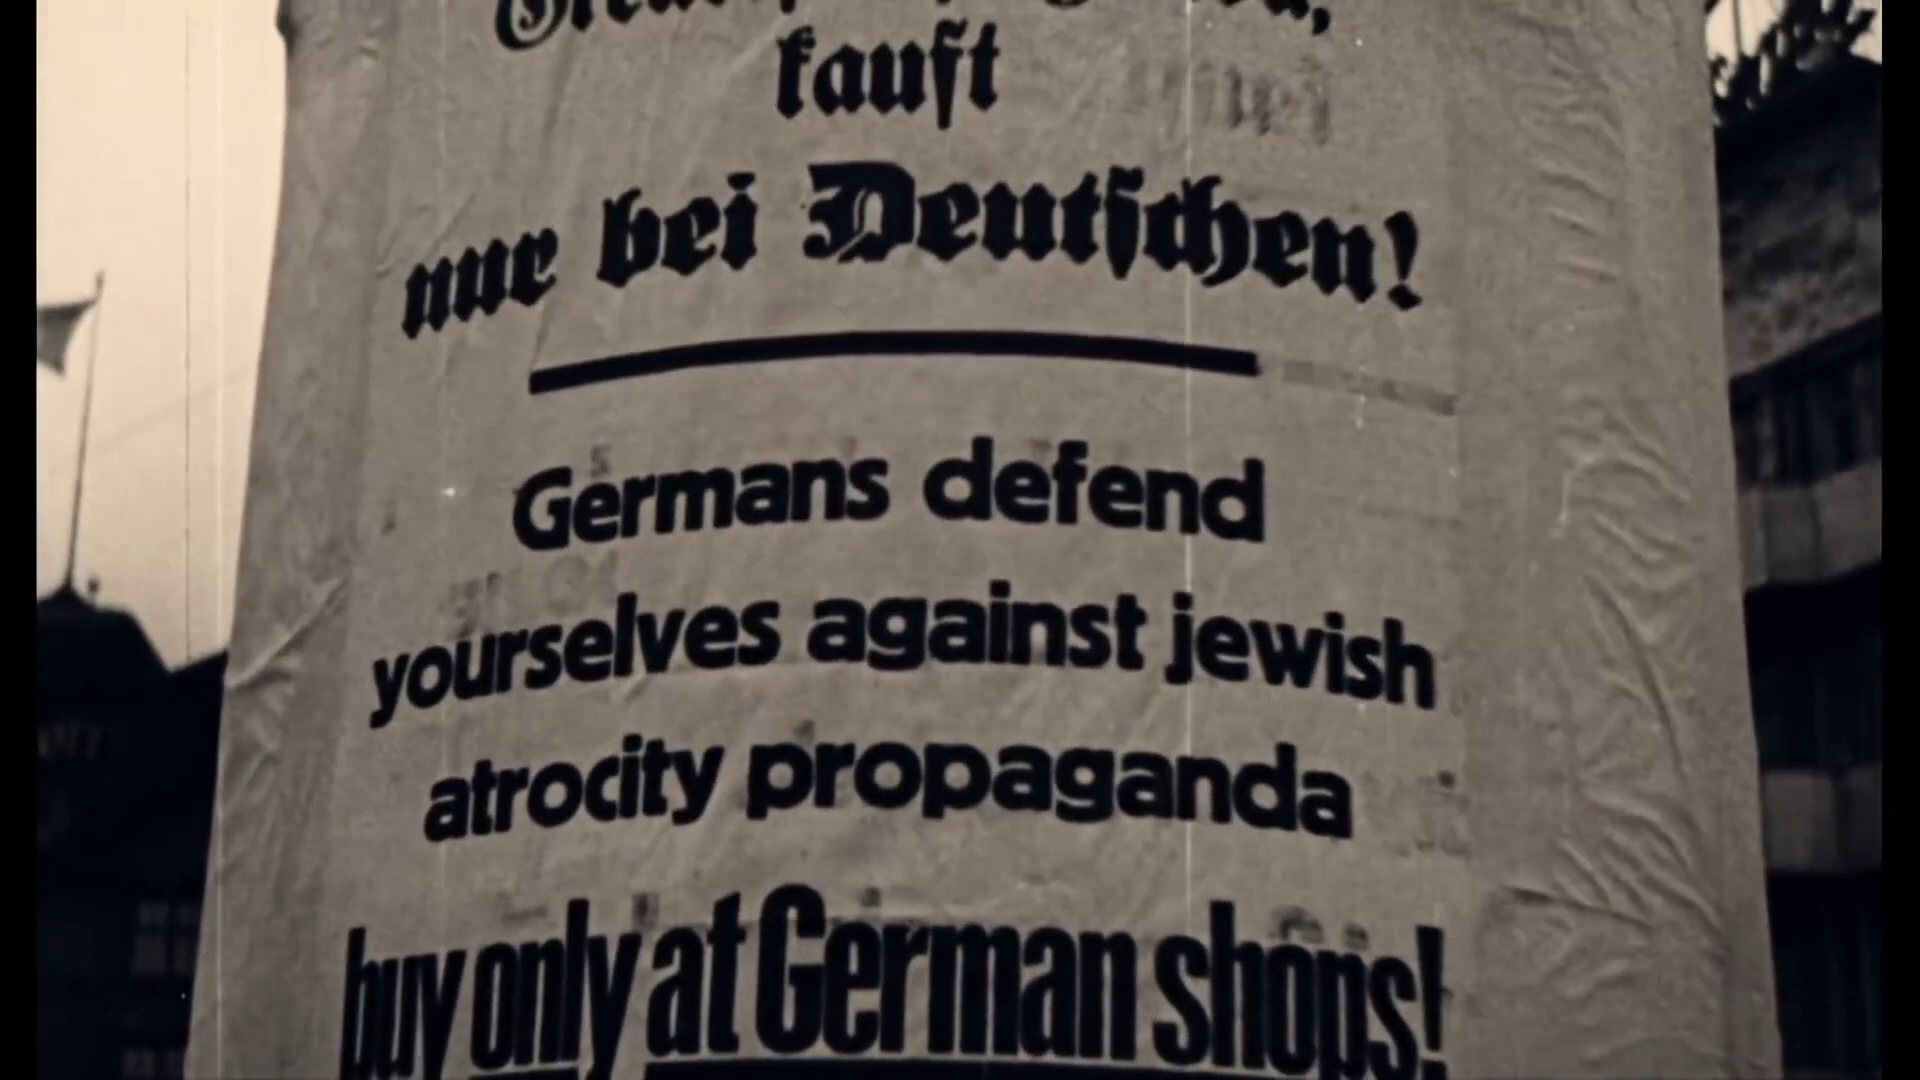 kauft
nur bei Deutschen!
Germans defend
yourselves against jewish
atrocity propaganda
buy only at German shops!